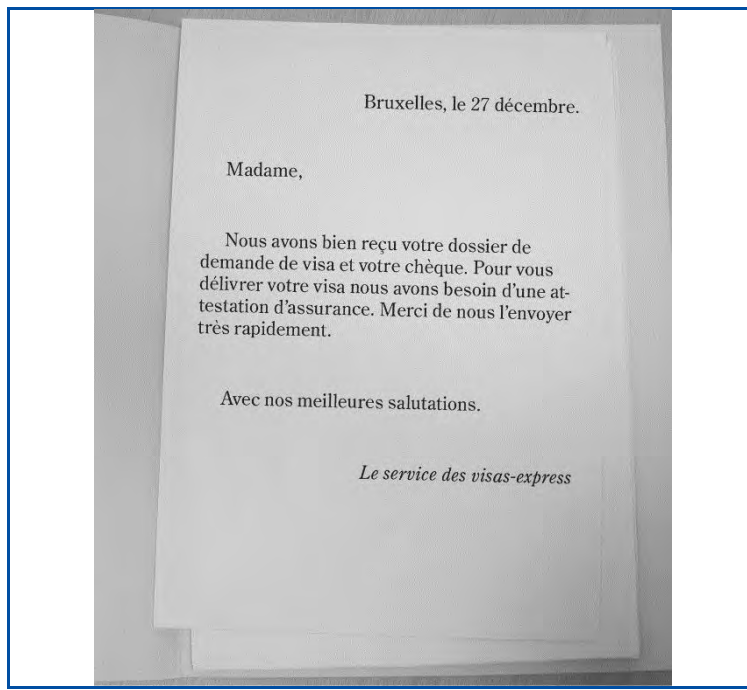 Bruxelles, le 27 décembre.
Madame,
Nous avons bien reçu votre dossier de
demande de visa et votre chèque. Pour vous
délivrer votre visa nous avons besoin d'une at-
testation d'assurance. Merci de nous l'envoyer
très rapidement.
Avec nos meilleures salutations.
Le service des visas-express